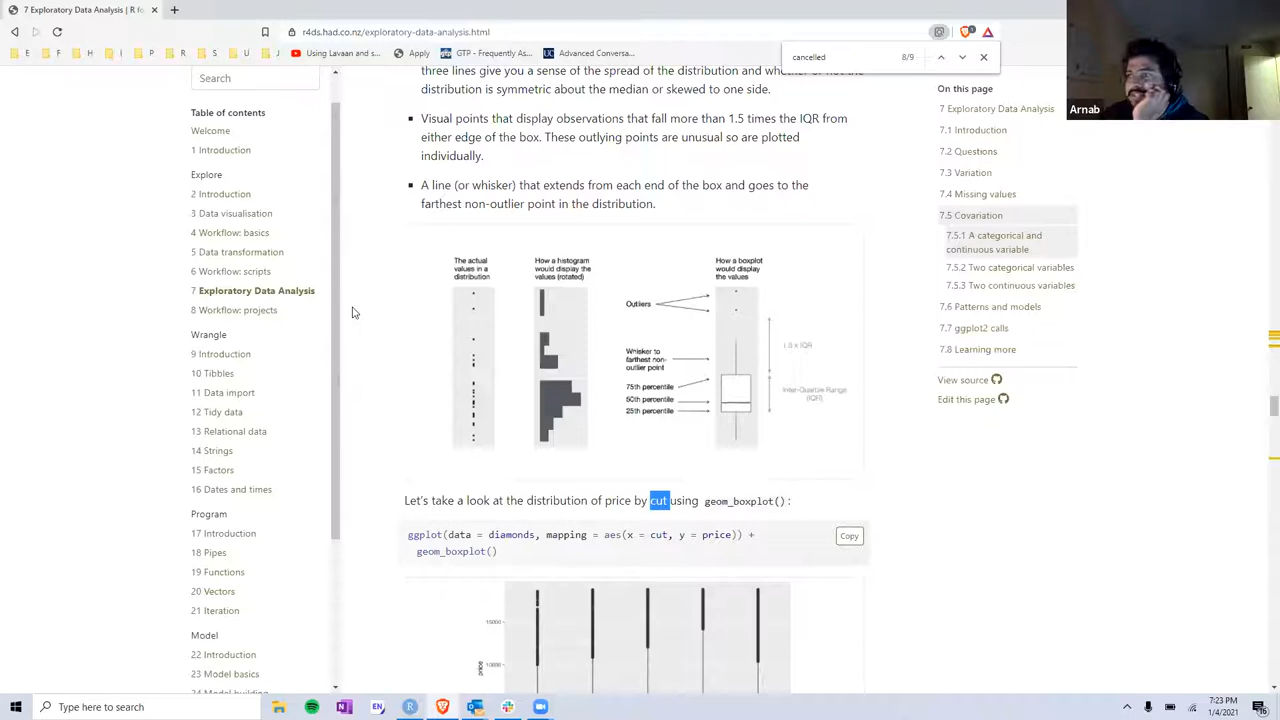 7 Exploratory Data Analysis | R fo
r4ds.had.co.nz/exploratory-data-analysis.html
F
H
I
R
S
U
Using Lavaan and ls...
Apply
GTP - Frequently As...
UC
Advanced Conversa...
cancelled
8/9
Arnab
Search
Table of contents
Welcome
1 Introduction
Explore
2 Introduction
3 Data visualisation
4 Workflow: basics
5 Data transformation
6 Workflow: scripts
7 Exploratory Data Analysis
8 Workflow: projects
Wrangle
9 Introduction
10 Tibbles
11 Data import
12 Tidy data
13 Relational data
14 Strings
15 Factors
16 Dates and times
Program
17 Introduction
18 Pipes
19 Functions
20 Vectors
21 Iteration
Model
22 Introduction
23 Model basics
24 Model building
three lines give you a sense of the spread of the distribution and whether or not the
distribution is symmetric about the median or skewed to one side.
Visual points that display observations that fall more than 1.5 times the IQR from
either edge of the box. These outlying points are unusual so are plotted
individually.
A line (or whisker) that extends from each end of the box and goes to the
farthest non-outlier point in the distribution.
The actual
values in a
distribution
How a histogram
would display the
values (rotated)
How a boxplot
would display
the values
Outliers
Whisker to
farthest non-
outlier point
75th percentile
50th percentile
25th percentile
x IQR
Inter-Quartile Range
(IQR)
Let's take a look at the distribution of price by cut using geom_boxplot():
ggplot(data = diamonds, mapping = aes(x = cut, y = price)) +
geom_boxplot()
Copy
15000
10000
price
On this page
7 Exploratory Data Analysis
7.1 Introduction
7.2 Questions
7.3 Variation
7.4 Missing values
7.5 Covariation
7.5.1 A categorical and
continuous variable
7.5.2 Two categorical variables
7.5.3 Two continuous variables
7.6 Patterns and models
7.7 ggplot2 calls
7.8 Learning more
View source
Edit this page
Type here to search
EN
7:23 PM
1/4/2021